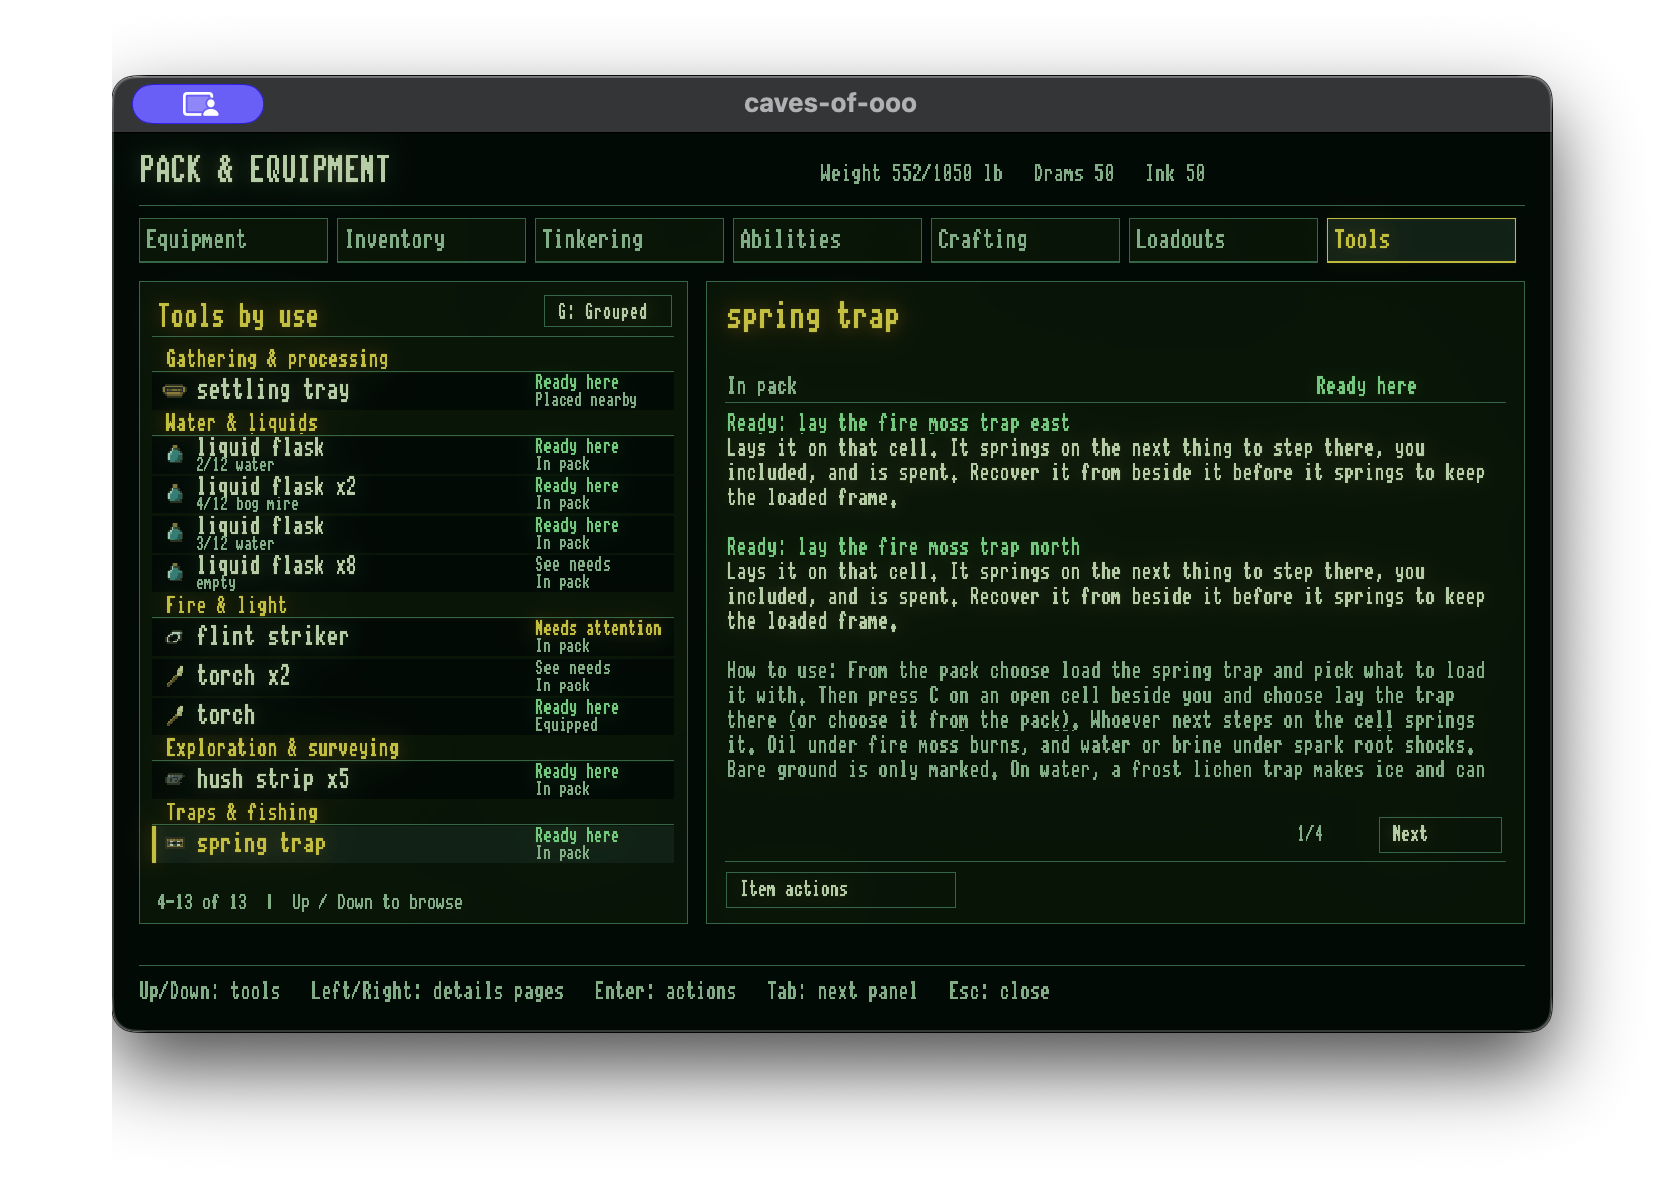 caves-of-ooo
PACK & EQUIPMENT
Weight 552/1050 lb Drams 50 Ink 50
Equipment Inventory Tinkering Abilities Crafting Loadouts Tools
Tools by use
G: Grouped
Gathering & processing
settling tray
Ready here
Placed nearby
Water & liquids
liquid flask
2/12 water
Ready here
In pack
liquid flask x2
4/12 bog mire
Ready here
In pack
liquid flask
3/12 water
Ready here
In pack
liquid flask x8
empty
See needs
In pack
Fire & light
flint striker
Needs attention
In pack
torch x2
See needs
In pack
torch
Ready here
Equipped
Exploration & surveying
hush strip x5
Ready here
In pack
Traps & fishing
spring trap
Ready here
In pack
4-13 of 13 | Up / Down to browse
spring trap
In pack
Ready here
Ready: lay the fire moss trap east
Lays it on that cell. It springs on the next thing to step there, you
included, and is spent. Recover it from beside it before it springs to keep
the loaded frame.
Ready: lay the fire moss trap north
Lays it on that cell. It springs on the next thing to step there, you
included, and is spent. Recover it from beside it before it springs to keep
the loaded frame.
How to use: From the pack choose load the spring trap and pick what to load
it with. Then press C on an open cell beside you and choose lay the trap
there (or choose it from the pack). Whoever next steps on the cell springs
it. Oil under fire moss burns, and water or brine under spark root shocks.
Bare ground is only marked. On water, a frost lichen trap makes ice and can
1/4
Next
Item actions
Up/Down: tools Left/Right: details pages Enter: actions Tab: next panel Esc: close